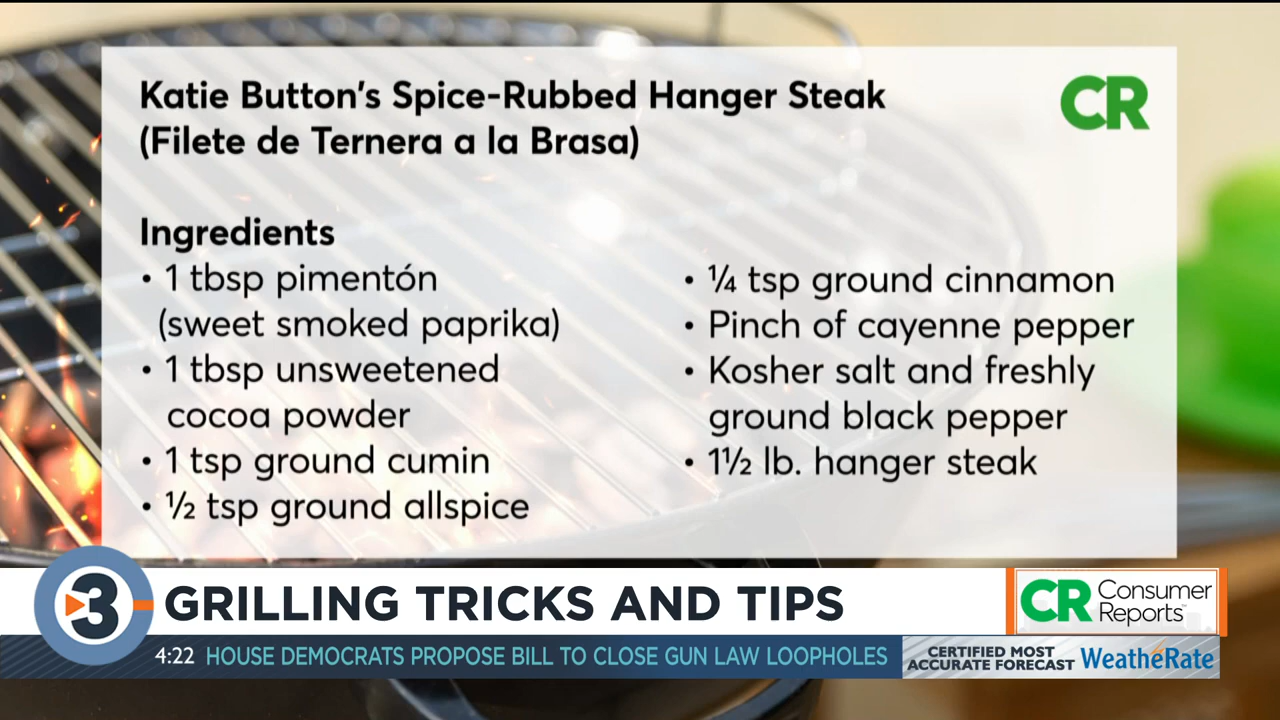 Katie Button's Spice-Rubbed Hanger Steak
(Filete de Ternera a la Brasa)
CR
Ingredients
• 1 tbsp pimentón
(sweet smoked paprika)
• 1 tbsp unsweetened
cocoa powder
• 1 tsp ground cumin
• ½ tsp ground allspice
• ¼ tsp ground cinnamon
• Pinch of cayenne pepper
• Kosher salt and freshly
ground black pepper
• 1½ lb. hanger steak
3
GRILLING TRICKS AND TIPS
CR Consumer
Reports™
4:22 HOUSE DEMOCRATS PROPOSE BILL TO CLOSE GUN LAW LOOPHOLES
CERTIFIED MOST
ACCURATE FORECAST
WeatheRate